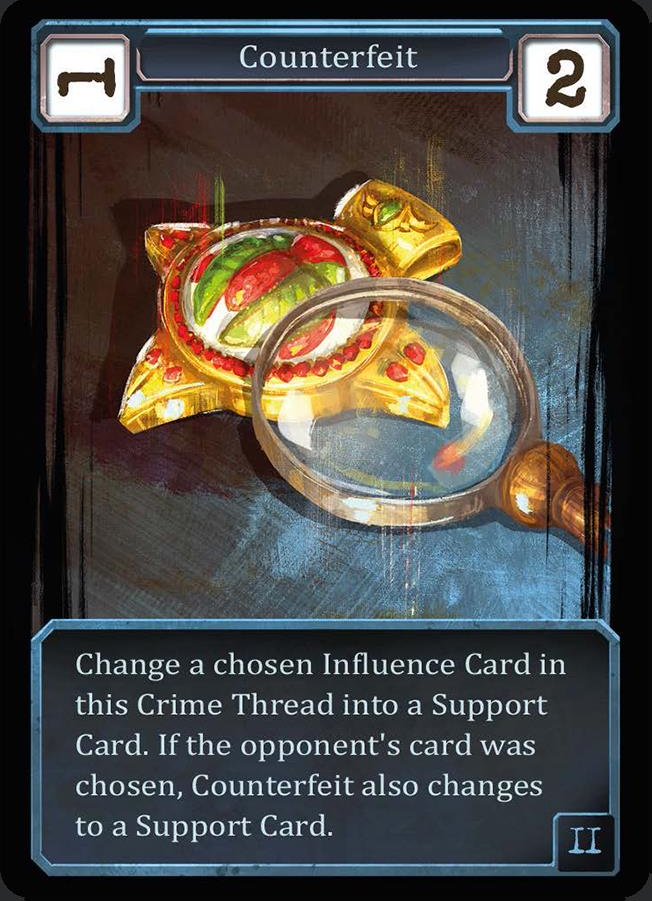 1
Counterfeit
2
Change a chosen Influence Card in
this Crime Thread into a Support
Card. If the opponent's card was
chosen, Counterfeit also changes
to a Support Card.
II